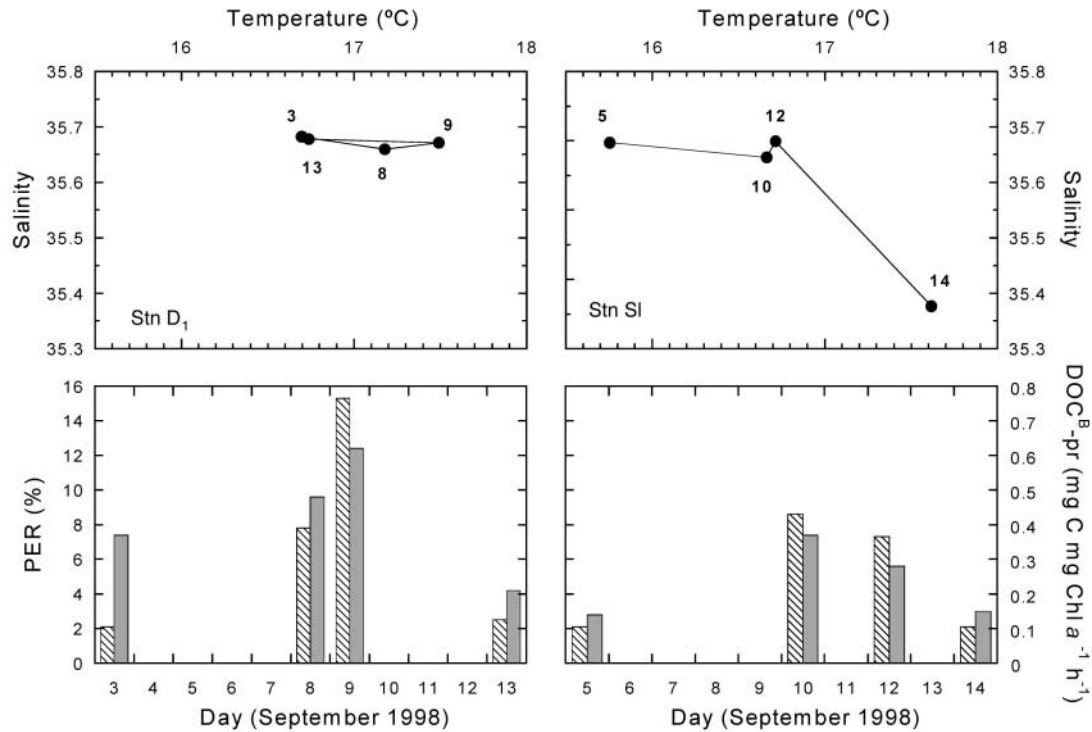 Temperature (ºC)
Temperature (ºC)
16 17 18
16 17 18
35.8
35.7
35.6
35.5
35.4
35.3
Salinity
3
13
8
9
Stn D1
5
10
12
14
Stn SI
35.8
35.7
35.6
35.5
35.4
35.3
Salinity
16
14
12
10
8
6
4
2
0
PER (%)
3 4 5 6 7 8 9 10 11 12 13
Day (September 1998)
5 6 7 8 9 10 12 13 14
Day (September 1998)
0.8
0.7
0.6
0.5
0.4
0.3
0.2
0.1
0
DOC^B-pr (mg C mg Chl a^-1 h^-1)